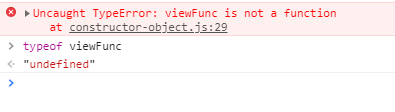 Uncaught TypeError: viewFunc is not a function
at constructor-object.js:29
typeof viewFunc
"undefined"